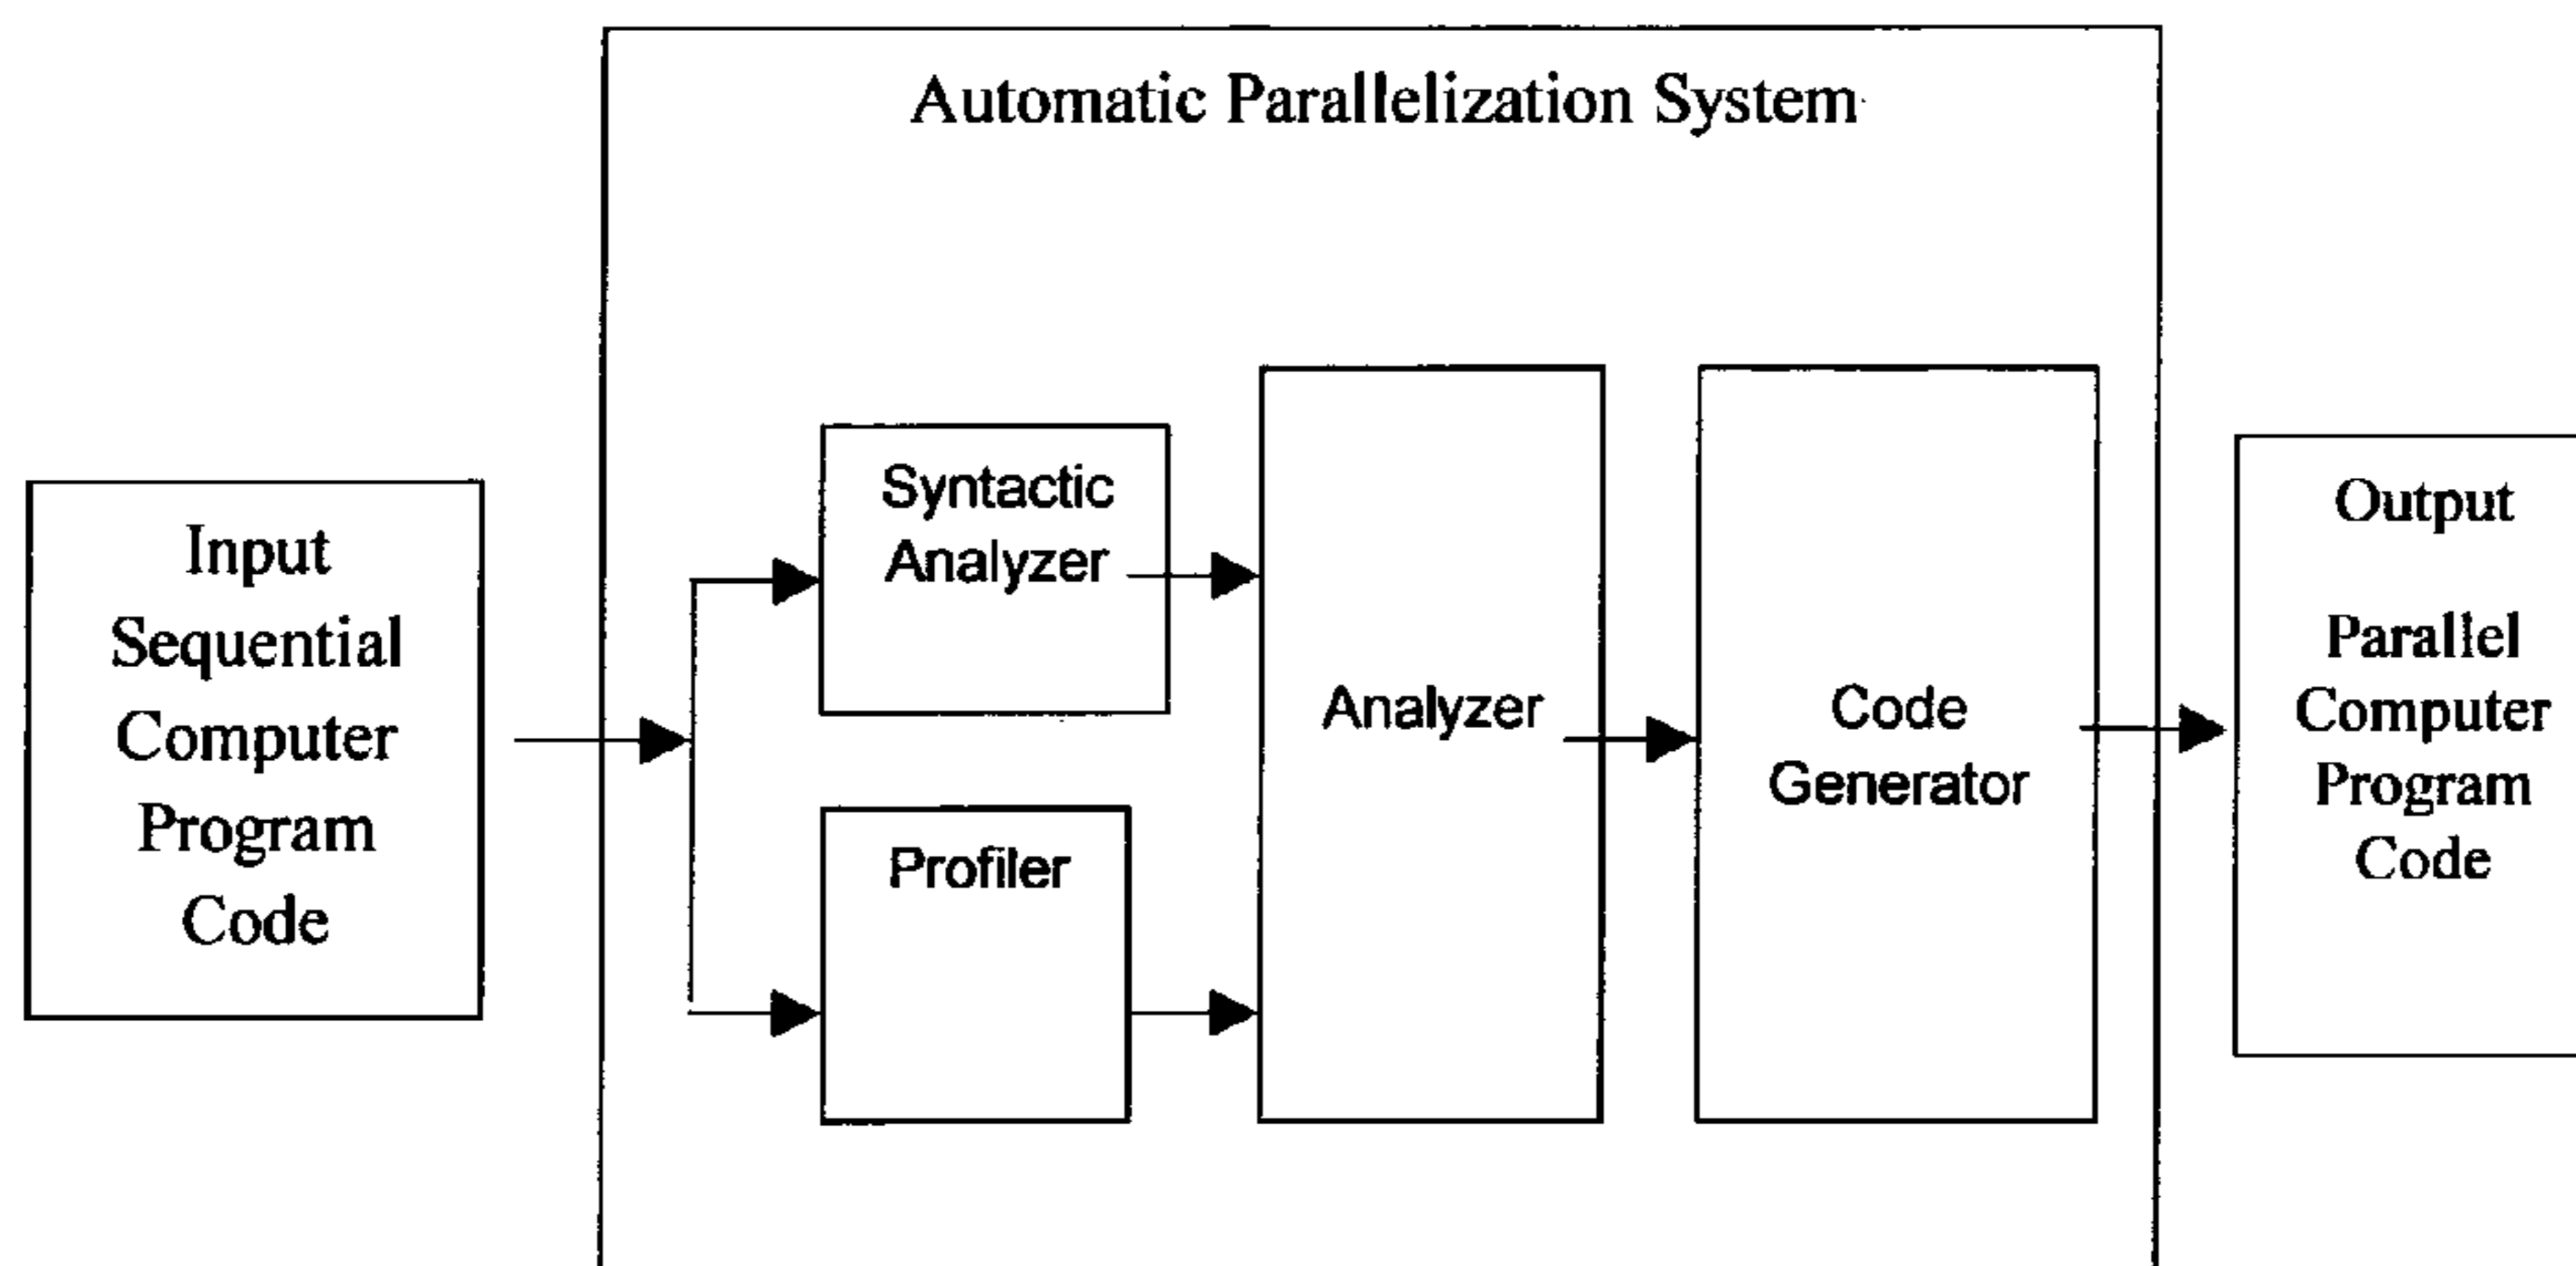 Automatic Parallelization System
Input
Sequential
Computer
Program
Code
Syntactic
Analyzer
Profiler
Analyzer
Code
Generator
Output
Parallel
Computer
Program
Code